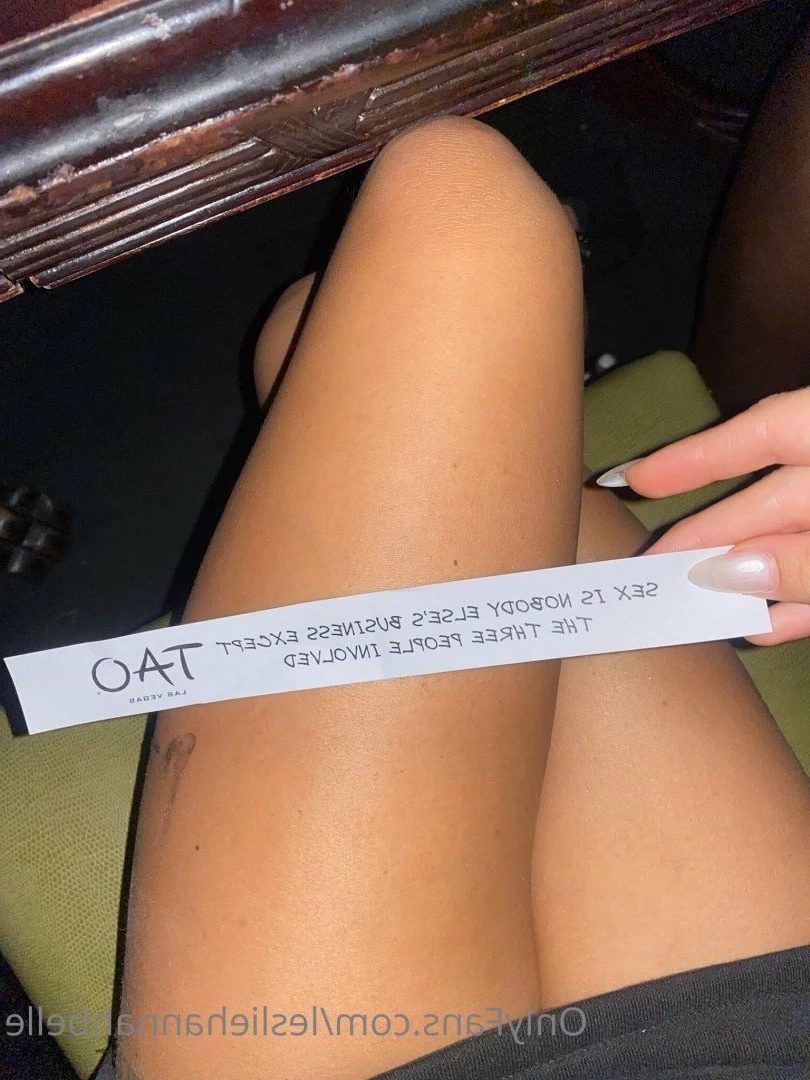 SEX IS NOBODY ELSE'S BUSINESS EXCEPT
THE THREE PEOPLE INVOLVED
TAO
LAS VEGAS
OnlyFans.com/lesliehannahbelle